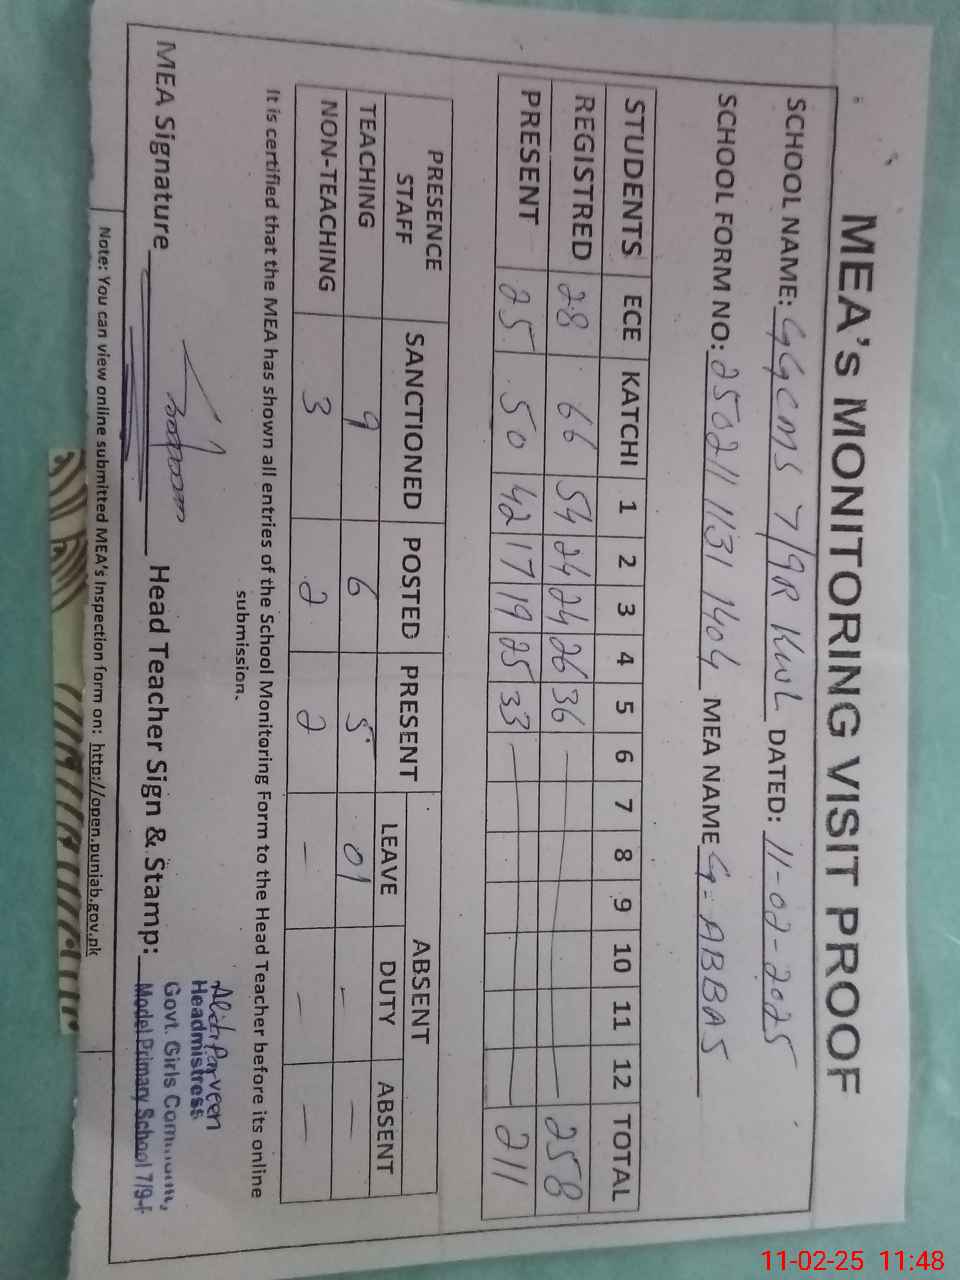 MEA's MONITORING VISIT PROOF
SCHOOL NAME: GGCMS 7/9R KWL DATED: 11-02-2025
SCHOOL FORM NO: 25021111311404 MEA NAME G. ABBAS
STUDENTS ECE KATCHI 1 2 3 4 5 6 7 8 9 10 11 12 TOTAL
REGISTRED 28 66 54 24 24 26 36 258
PRESENT 25 50 42 17 19 25 33 211
PRESENCE STAFF SANCTIONED POSTED PRESENT ABSENT
LEAVE DUTY ABSENT
TEACHING 9 6 5 01 - -
NON-TEACHING 3 2 2 - - -
It is certified that the MEA has shown all entries of the School Monitoring Form to the Head Teacher before its online
submission.
MEA Signature Head Teacher Sign & Stamp:
Parveen
Headmistress
Govt. Girls Community
Model Primary School 7/9-R
Note: You can view online submitted MEA's Inspection form on: http://open.punjab.gov.pk
11-02-25 11:48